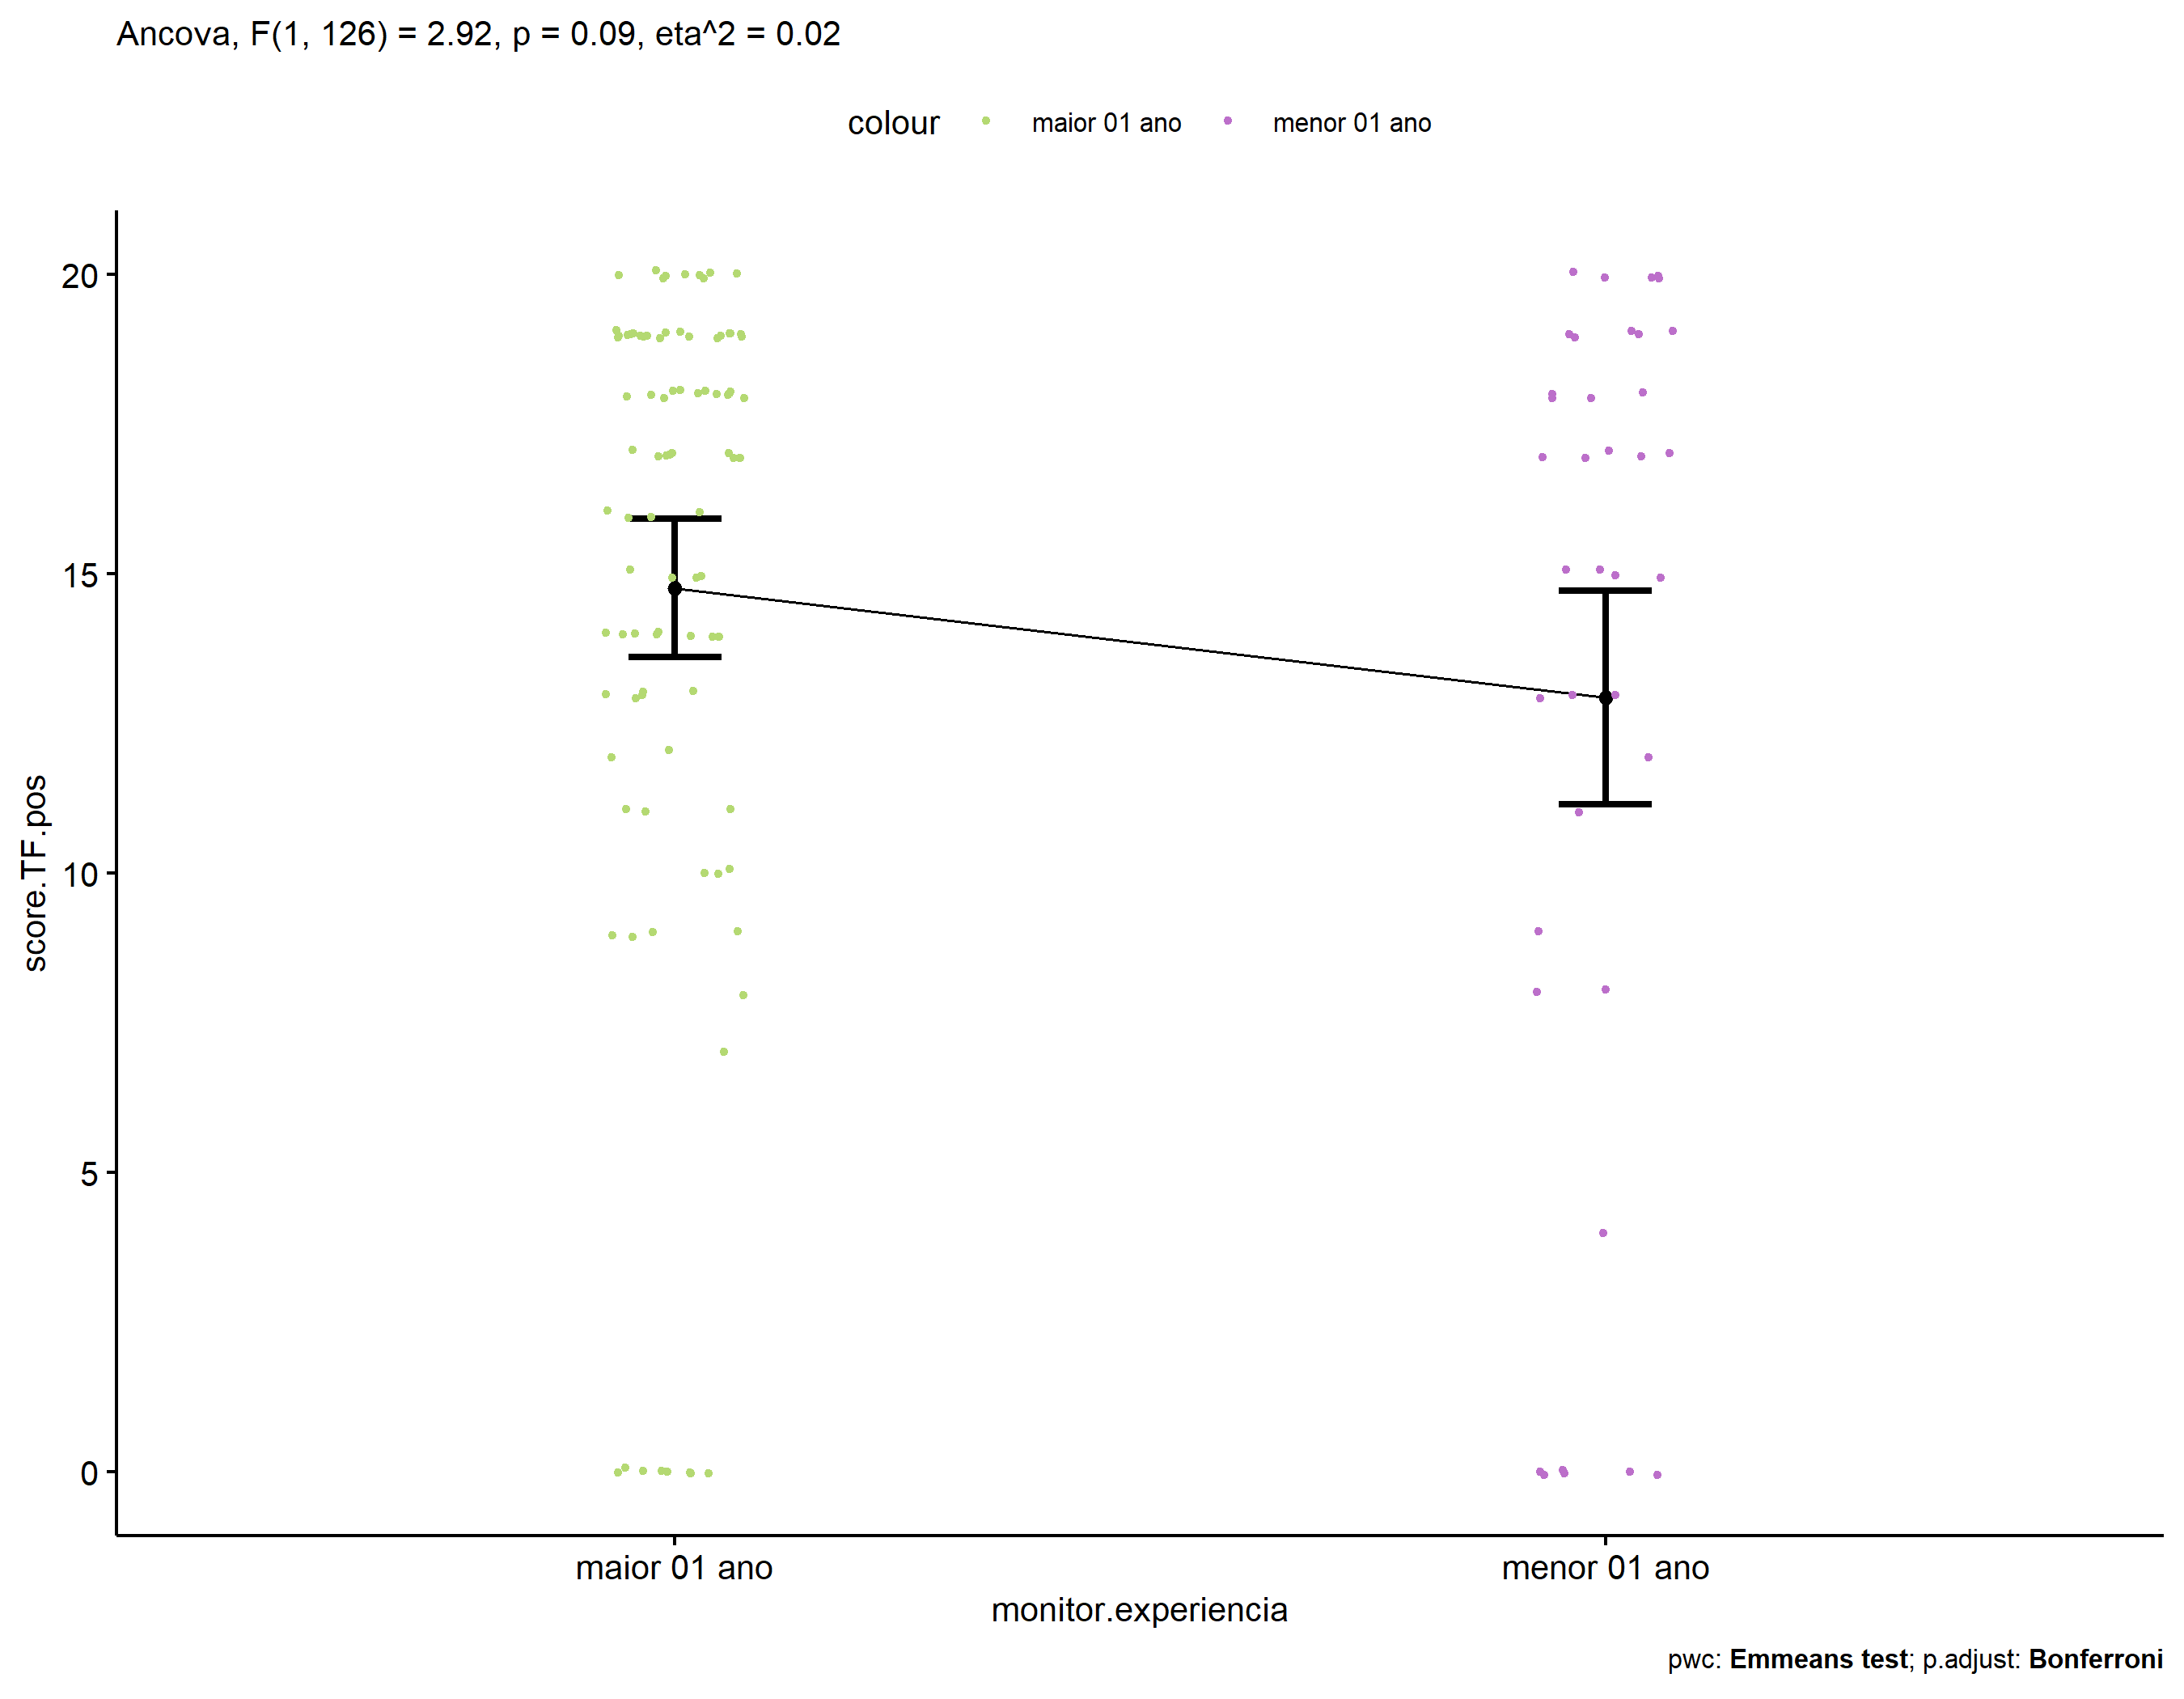 Ancova, F(1, 126) = 2.92, p = 0.09, eta^2 = 0.02
colour maior 01 ano menor 01 ano
score.TF.pos
20
15
10
5
0
maior 01 ano menor 01 ano
monitor.experiencia
pwc: Emmeans test; p.adjust: Bonferroni